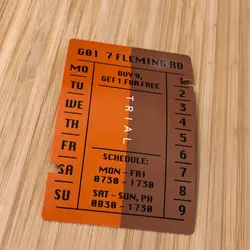 G01 7 FLEMING RD
MO
TU
WE
TH
FR
SA
SU
BUY 9,
GET 1 FOR FREE
TRIAL
SCHEDULE:
MON - FRI
0730 - 1730
SAT - SUN, PH
0830 - 1730
2
3
4
5
6
7
8
9